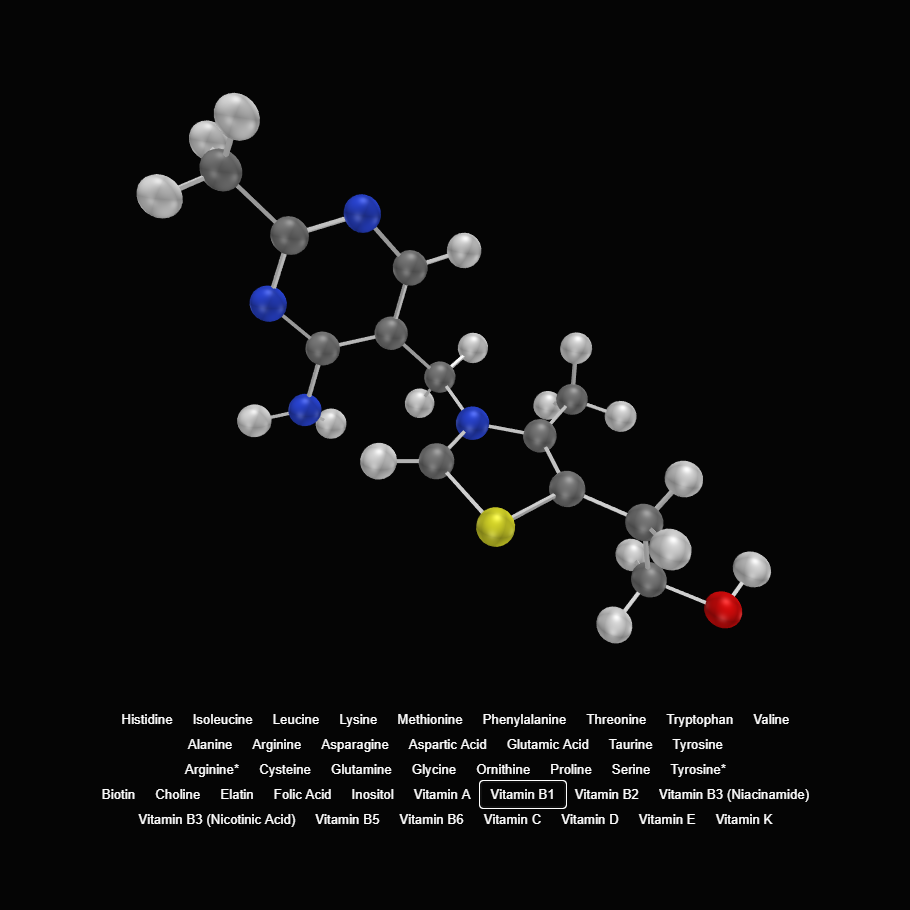 Histidine Isoleucine Leucine Lysine Methionine Phenylalanine Threonine Tryptophan Valine
Alanine Arginine Asparagine Aspartic Acid Glutamic Acid Taurine Tyrosine
Arginine* Cysteine Glutamine Glycine Ornithine Proline Serine Tyrosine*
Biotin Choline Elatin Folic Acid Inositol Vitamin A Vitamin B1 Vitamin B2 Vitamin B3 (Niacinamide)
Vitamin B3 (Nicotinic Acid) Vitamin B5 Vitamin B6 Vitamin C Vitamin D Vitamin E Vitamin K